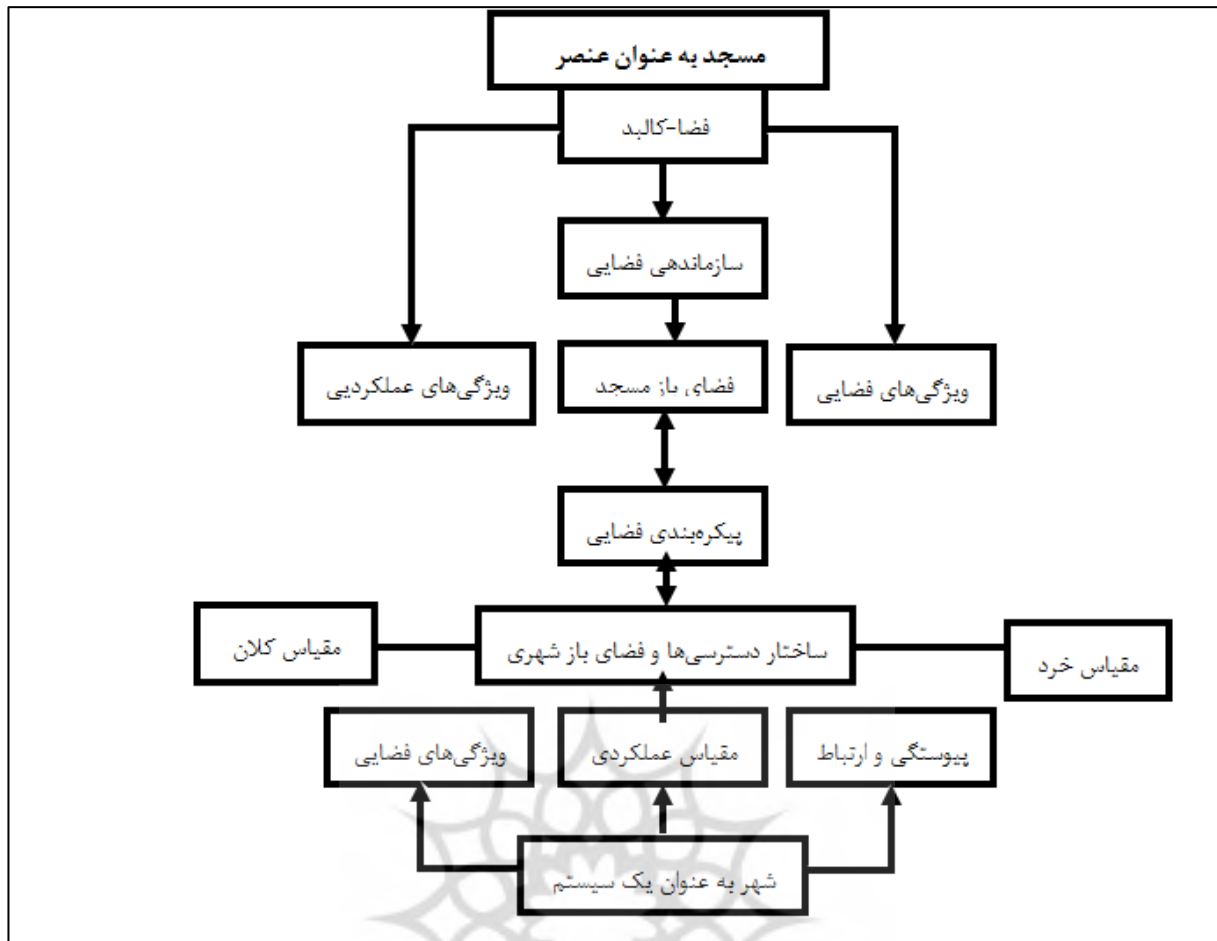 مسجد به عنوان عنصر
فضا-کالبد
سازماندهی فضایی
ویژگی‌های فضایی
فضای باز مسجد
ویژگی‌های عملکردیی
پیکره‌بندی فضایی
مقیاس خرد
ساختار دسترسی‌ها و فضای باز شهری
مقیاس کلان
پیوستگی و ارتباط
مقیاس عملکردی
ویژگی‌های فضایی
شهر به عنوان یک سیستم